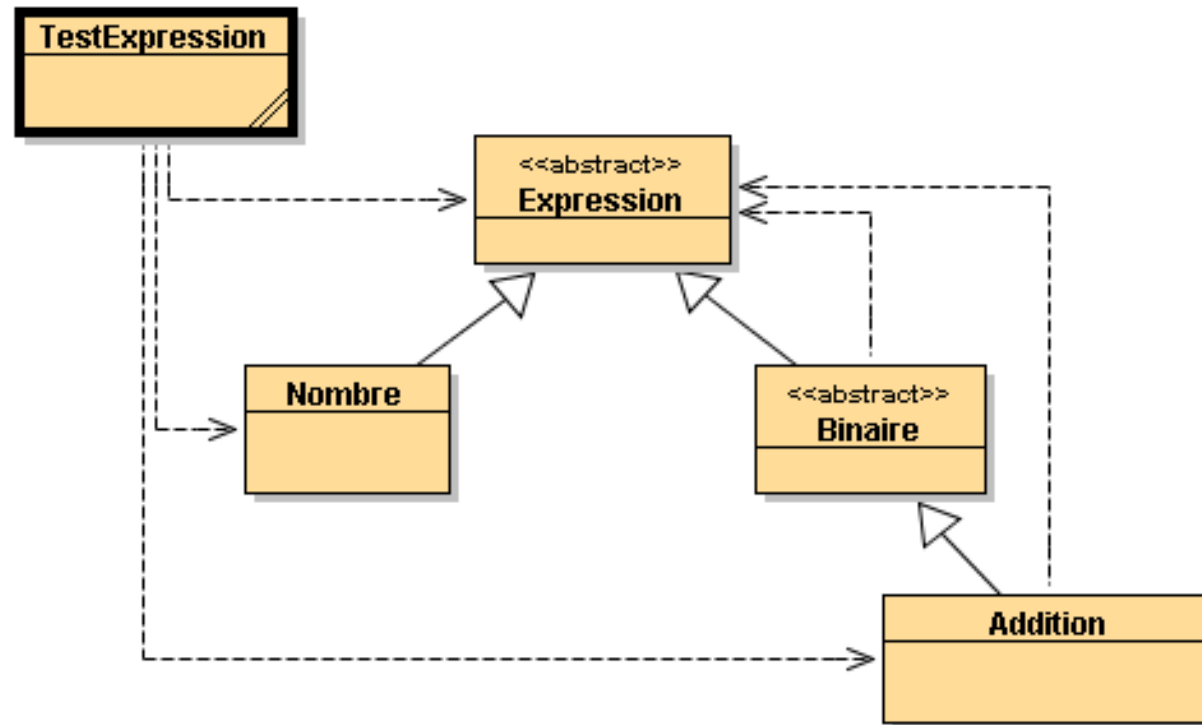 TestExpression
<<abstract>>
Expression
Nombre
<<abstract>>
Binaire
Addition